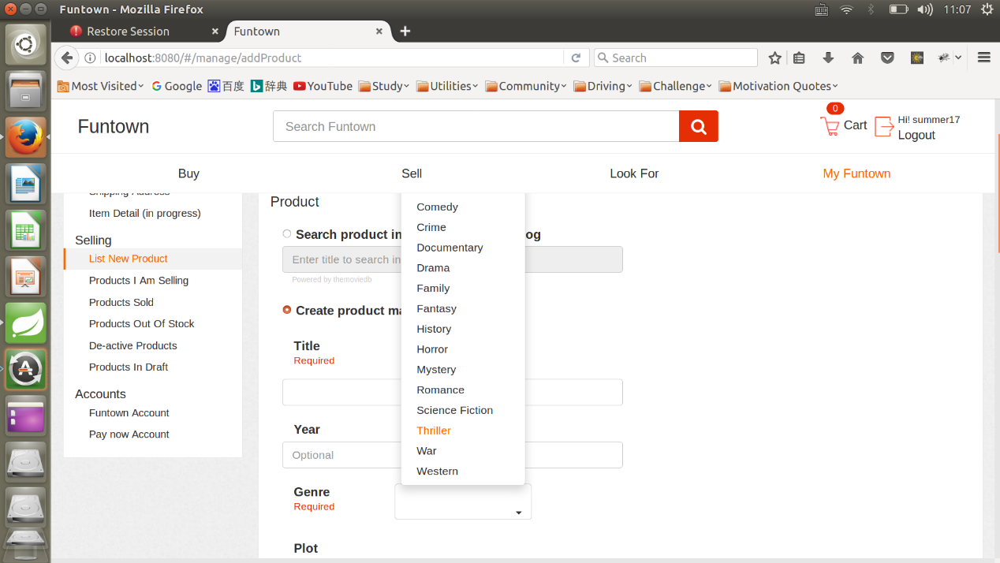 Funtown - Mozilla Firefox
11:07
Restore Session
Funtown
localhost:8080/#/manage/addProduct
Search
Most Visited
Google
百度
辞典
YouTube
Study
Utilities
Community
Driving
Challenge
Motivation Quotes
Funtown
Search Funtown
0
Cart
Hi! summer17
Logout
Buy
Sell
Look For
My Funtown
Shipping Address
Item Detail (in progress)
Selling
List New Product
Products I Am Selling
Products Sold
Products Out Of Stock
De-active Products
Products In Draft
Accounts
Funtown Account
Pay now Account
Product
Search product in
og
Enter title to search in
Powered by themoviedb
Create product ma
Title
Required
Year
Optional
Genre
Required
Plot
Comedy
Crime
Documentary
Drama
Family
Fantasy
History
Horror
Mystery
Romance
Science Fiction
Thriller
War
Western